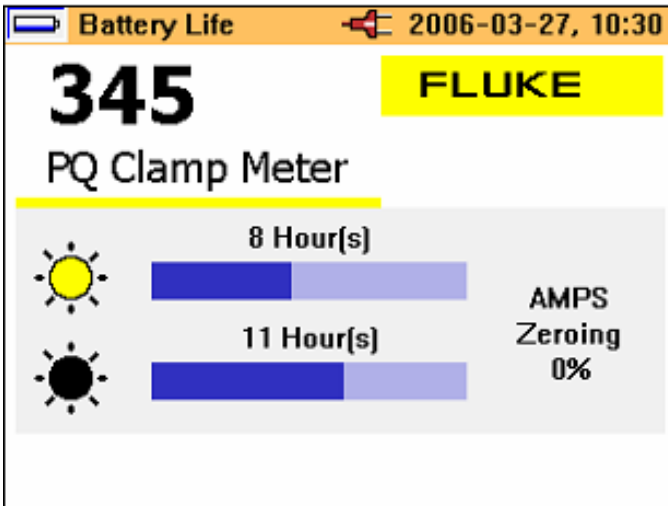 Battery Life 2006-03-27, 10:30
345 FLUKE
PQ Clamp Meter
8 Hour(s)
11 Hour(s)
AMPS
Zeroing
0%